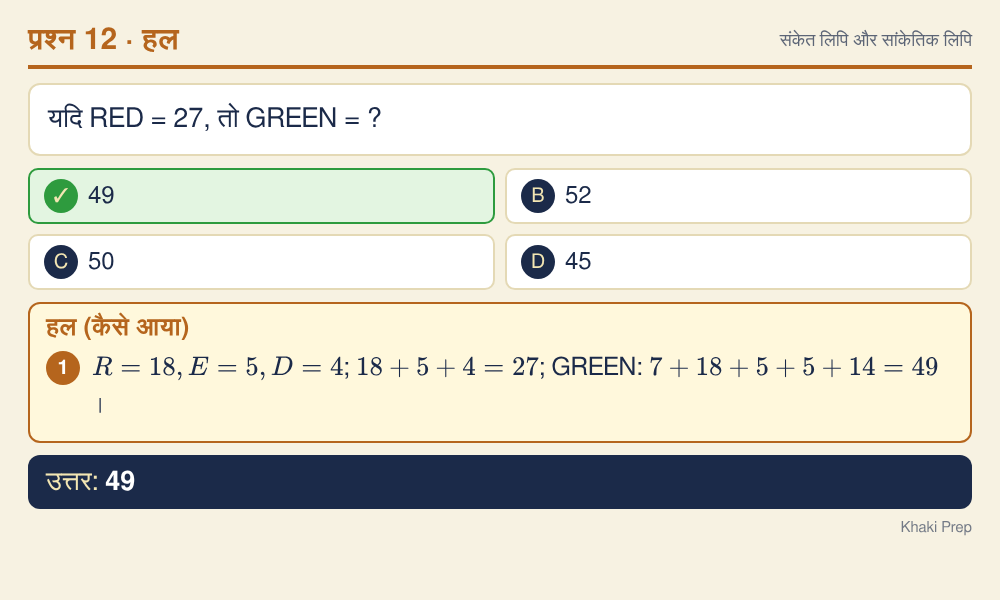 प्रश्न 12 · हल
संकेत लिपि और सांकेतिक लिपि
यदि RED = 27, तो GREEN = ?
✓ 49
B 52
C 50
D 45
हल (कैसे आया)
1 R = 18, E = 5, D = 4; 18 + 5 + 4 = 27; GREEN: 7 + 18 + 5 + 5 + 14 = 49
।
उत्तर: 49
Khaki Prep